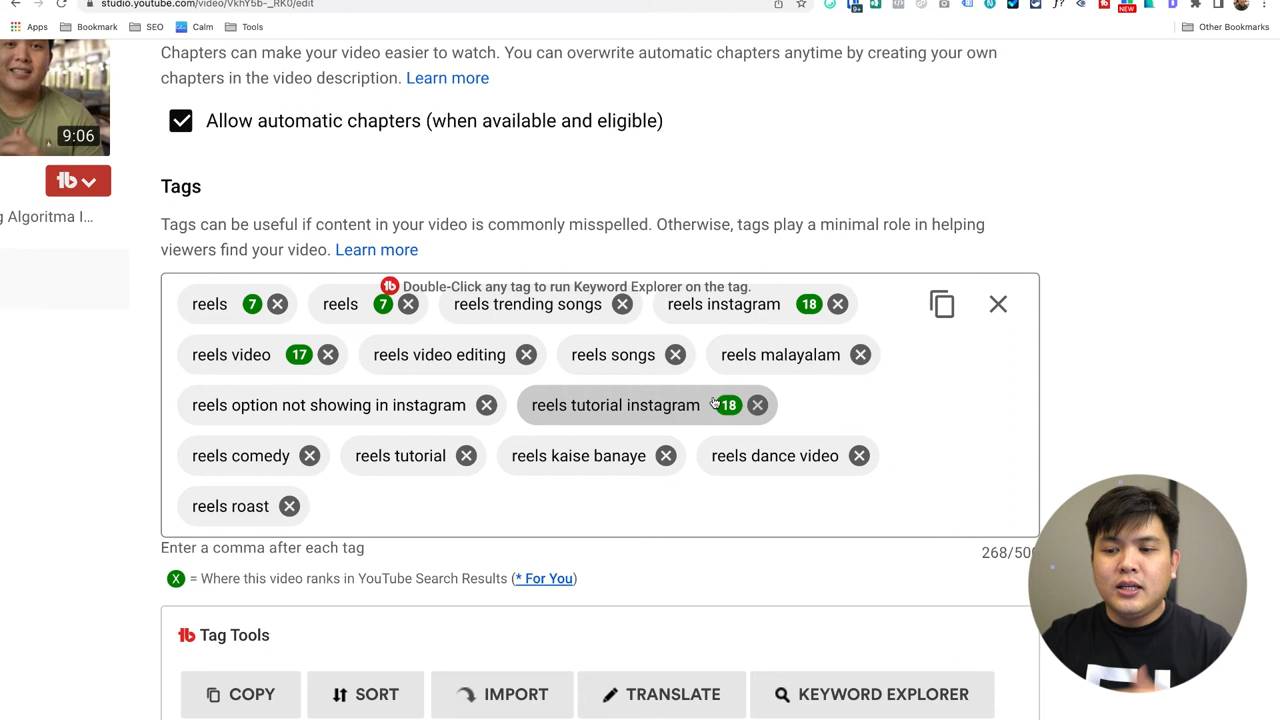 studio.youtube.com/video/VkhY5b-_RK0/edit
Apps Bookmark SEO Calm Tools Other Bookmarks
NEW
Chapters can make your video easier to watch. You can overwrite automatic chapters anytime by creating your own
chapters in the video description. Learn more
Allow automatic chapters (when available and eligible)
9:06
tb
g Algoritma I...
Tags
Tags can be useful if content in your video is commonly misspelled. Otherwise, tags play a minimal role in helping
viewers find your video. Learn more
tb Double-Click any tag to run Keyword Explorer on the tag.
reels 7 reels 7 reels trending songs reels instagram 18
reels video 17 reels video editing reels songs reels malayalam
reels option not showing in instagram reels tutorial instagram 18
reels comedy reels tutorial reels kaise banaye reels dance video
reels roast
Enter a comma after each tag
268/500
X = Where this video ranks in YouTube Search Results (* For You)
tb Tag Tools
COPY SORT IMPORT TRANSLATE KEYWORD EXPLORER